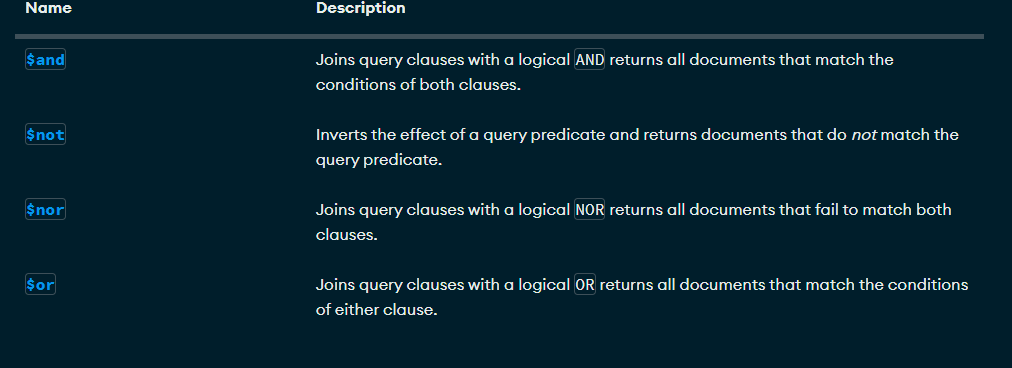 Name Description
$and Joins query clauses with a logical AND returns all documents that match the
conditions of both clauses.
$not Inverts the effect of a query predicate and returns documents that do not match the
query predicate.
$nor Joins query clauses with a logical NOR returns all documents that fail to match both
clauses.
$or Joins query clauses with a logical OR returns all documents that match the conditions
of either clause.